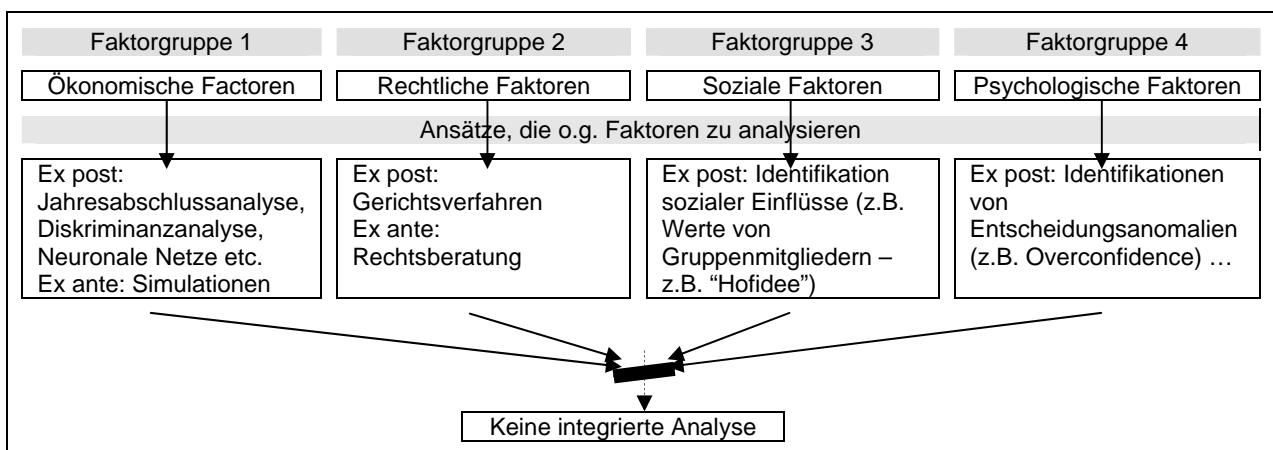 Faktorgruppe 1
Faktorgruppe 2
Faktorgruppe 3
Faktorgruppe 4
Ökonomische Factoren
Rechtliche Faktoren
Soziale Faktoren
Psychologische Faktoren
Ansätze, die o.g. Faktoren zu analysieren
Ex post:
Jahresabschlussanalyse,
Diskriminanzanalyse,
Neuronale Netze etc.
Ex ante: Simulationen
Ex post:
Gerichtsverfahren
Ex ante:
Rechtsberatung
Ex post: Identifikation
sozialer Einflüsse (z.B.
Werte von
Gruppenmitgliedern –
z.B. “Hofidee”)
Ex post: Identifikationen
von
Entscheidungsanomalien
(z.B. Overconfidence) …
Keine integrierte Analyse